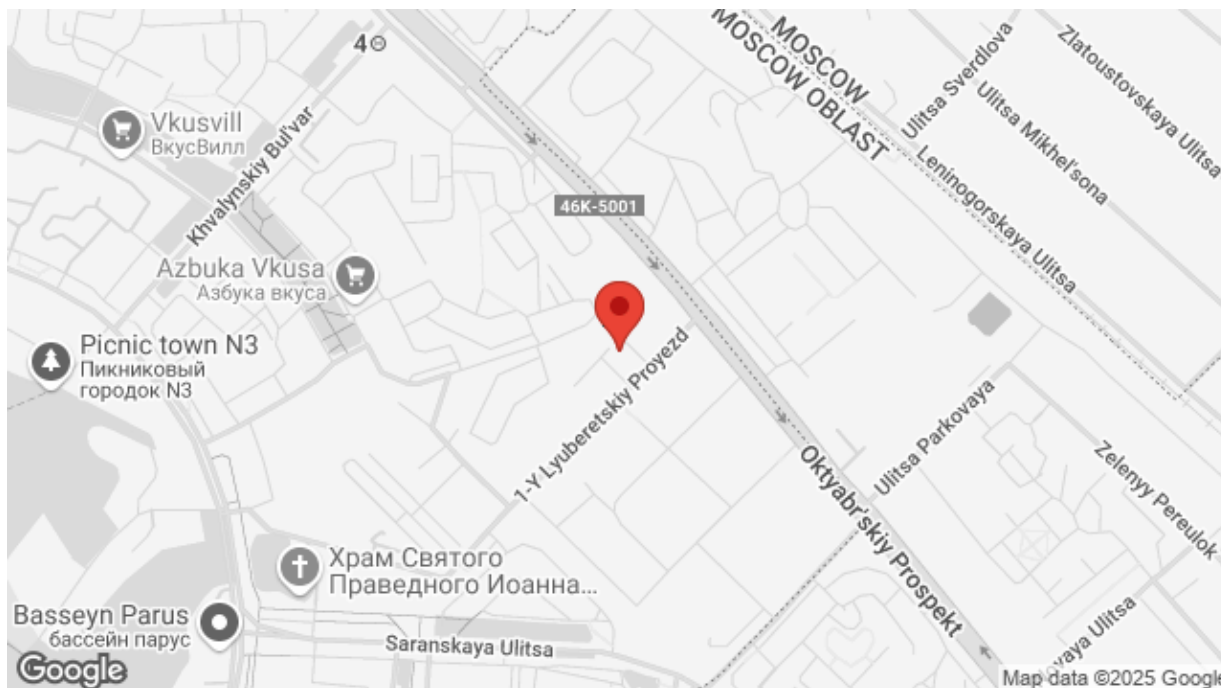 4
MOSCOW
MOSCOW OBLAST
Ulitsa Sverdlova
Zlatoustovskaya Ulitsa
Ulitsa Mikhel'sona
Leninogorskaya Ulitsa
Vkusvill
ВкусВилл
Khvalynskiy Bul'var
46K-5001
Azbuka Vkusa
Азбука вкуса
Picnic town N3
Пикниковый
городок N3
1-Y Lyuberetskiy Proyezd
Ulitsa Parkovaya
Zelenyy Pereulok
Oktyabr'skiy Prospekt
Храм Святого
Праведного Иоанна...
Basseyn Parus
бассейн парус
Saranskaya Ulitsa
Ulitsa
Google
Map data ©2025 Google